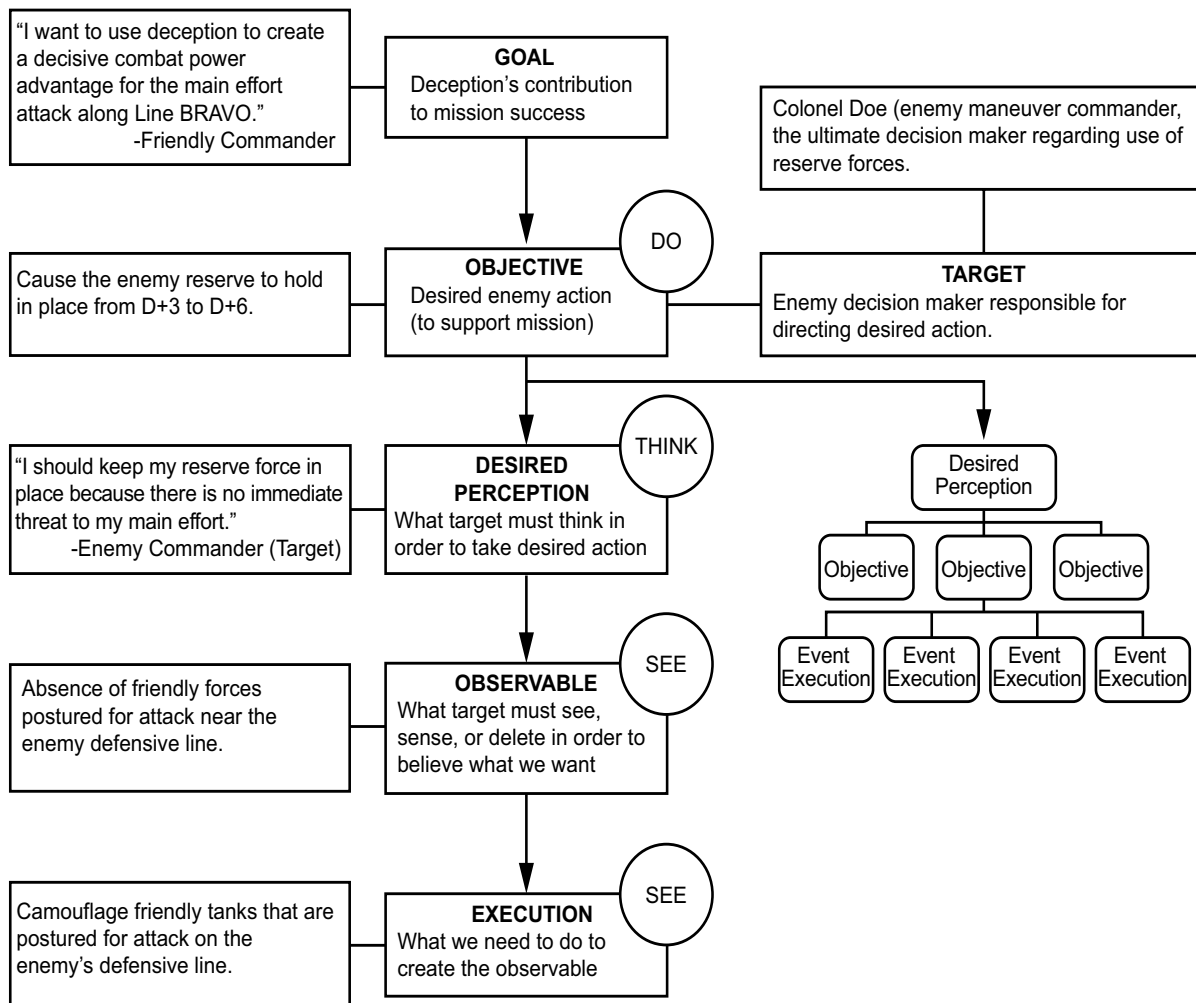 “I want to use deception to create
a decisive combat power
advantage for the main effort
attack along Line BRAVO.”
-Friendly Commander
GOAL
Deception’s contribution
to mission success
Colonel Doe (enemy maneuver commander,
the ultimate decision maker regarding use of
reserve forces.
DO
Cause the enemy reserve to hold
in place from D+3 to D+6.
OBJECTIVE
Desired enemy action
(to support mission)
TARGET
Enemy decision maker responsible for
directing desired action.
THINK
“I should keep my reserve force in
place because there is no immediate
threat to my main effort.”
-Enemy Commander (Target)
DESIRED
PERCEPTION
What target must think in
order to take desired action
Desired
Perception
Objective
Objective
Objective
Event
Execution
Event
Execution
Event
Execution
Event
Execution
SEE
Absence of friendly forces
postured for attack near the
enemy defensive line.
OBSERVABLE
What target must see,
sense, or delete in order to
believe what we want
SEE
Camouflage friendly tanks that are
postured for attack on the
enemy’s defensive line.
EXECUTION
What we need to do to
create the observable